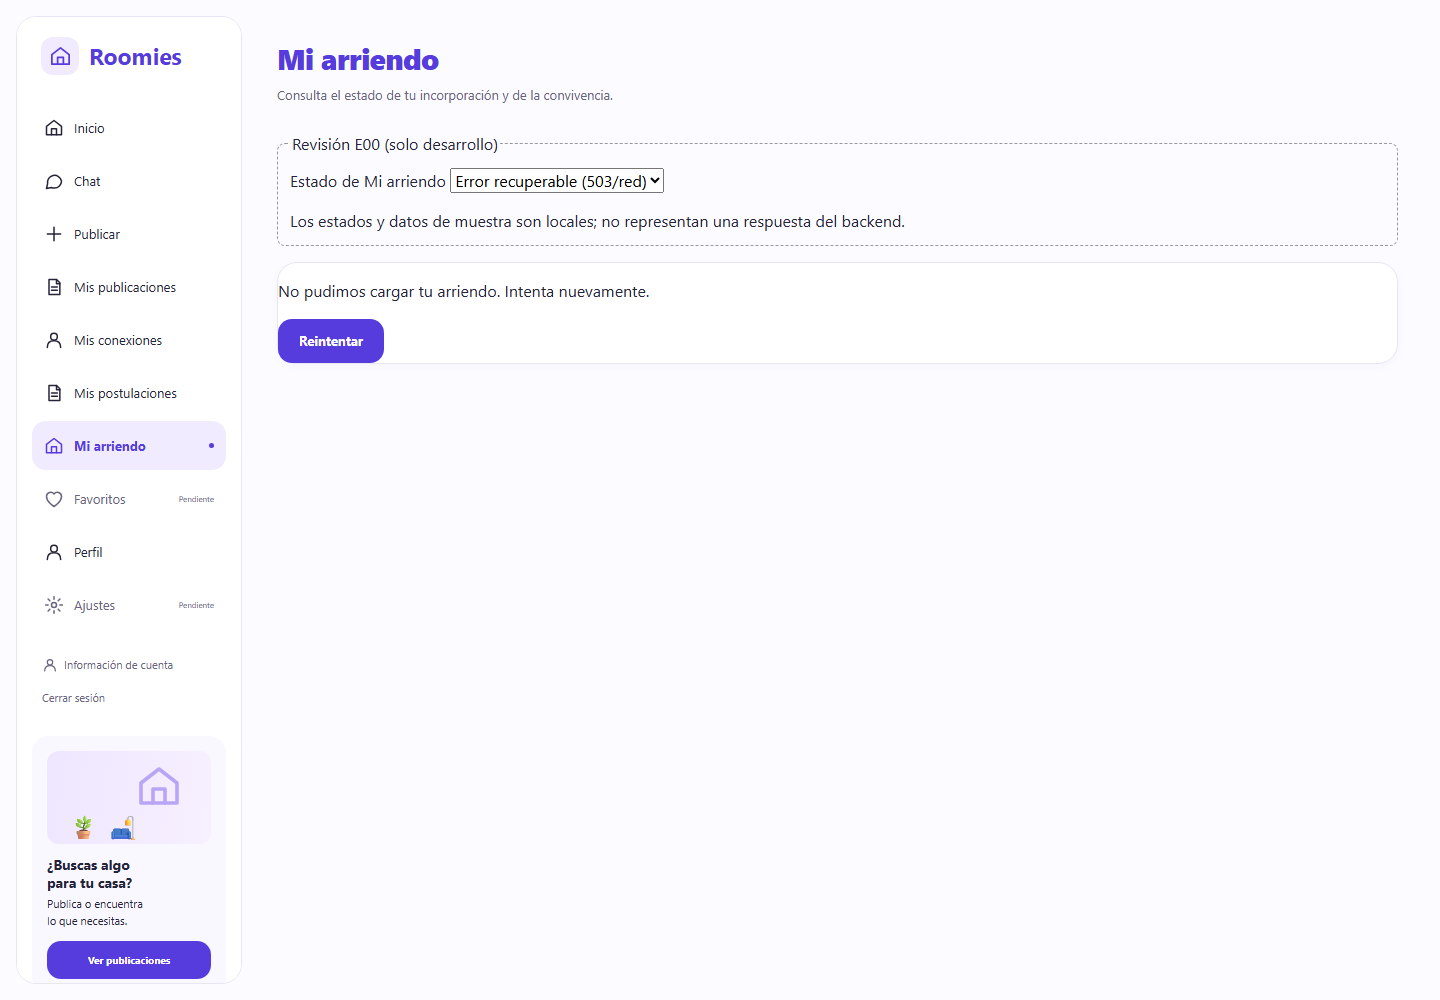 Roomies
Inicio
Chat
Publicar
Mis publicaciones
Mis conexiones
Mis postulaciones
Mi arriendo
Favoritos Pendiente
Perfil
Ajustes Pendiente
Información de cuenta
Cerrar sesión
¿Buscas algo
para tu casa?
Publica o encuentra
lo que necesitas.
Ver publicaciones
Mi arriendo
Consulta el estado de tu incorporación y de la convivencia.
Revisión E00 (solo desarrollo)
Estado de Mi arriendo Error recuperable (503/red)
Los estados y datos de muestra son locales; no representan una respuesta del backend.
No pudimos cargar tu arriendo. Intenta nuevamente.
Reintentar